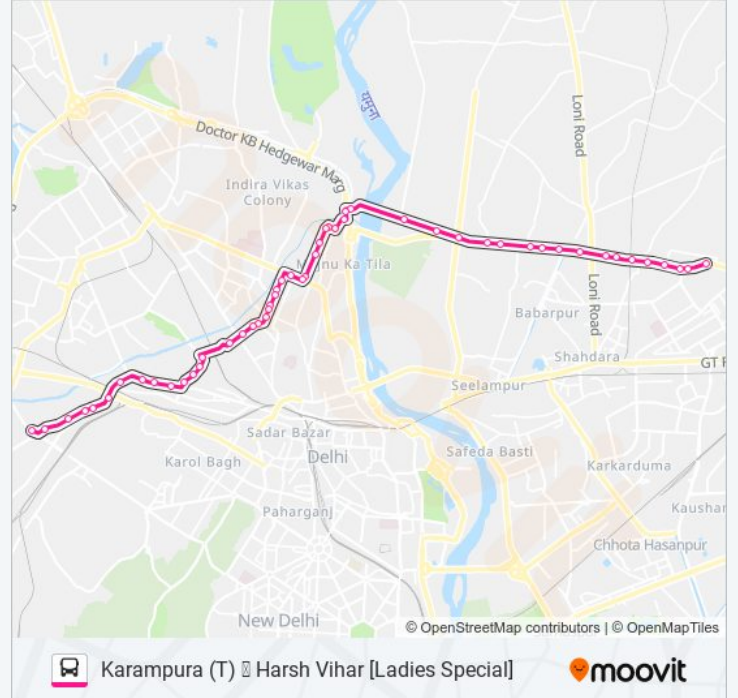 यमुना
Loni Road
Doctor KB Hedgewar Marg
Indira Vikas
Colony
Majnu Ka Tila
Loni Road
Babarpur
Shahdara
GT R
Seelampur
Sadar Bazar
Delhi
Safeda Basti
Karol Bagh
Karkarduma
Paharganj
Kaushar
Chhota Hasanpur
New Delhi
© OpenStreetMap contributors | © OpenMapTiles
Karampura (T) Harsh Vihar [Ladies Special]
moovit